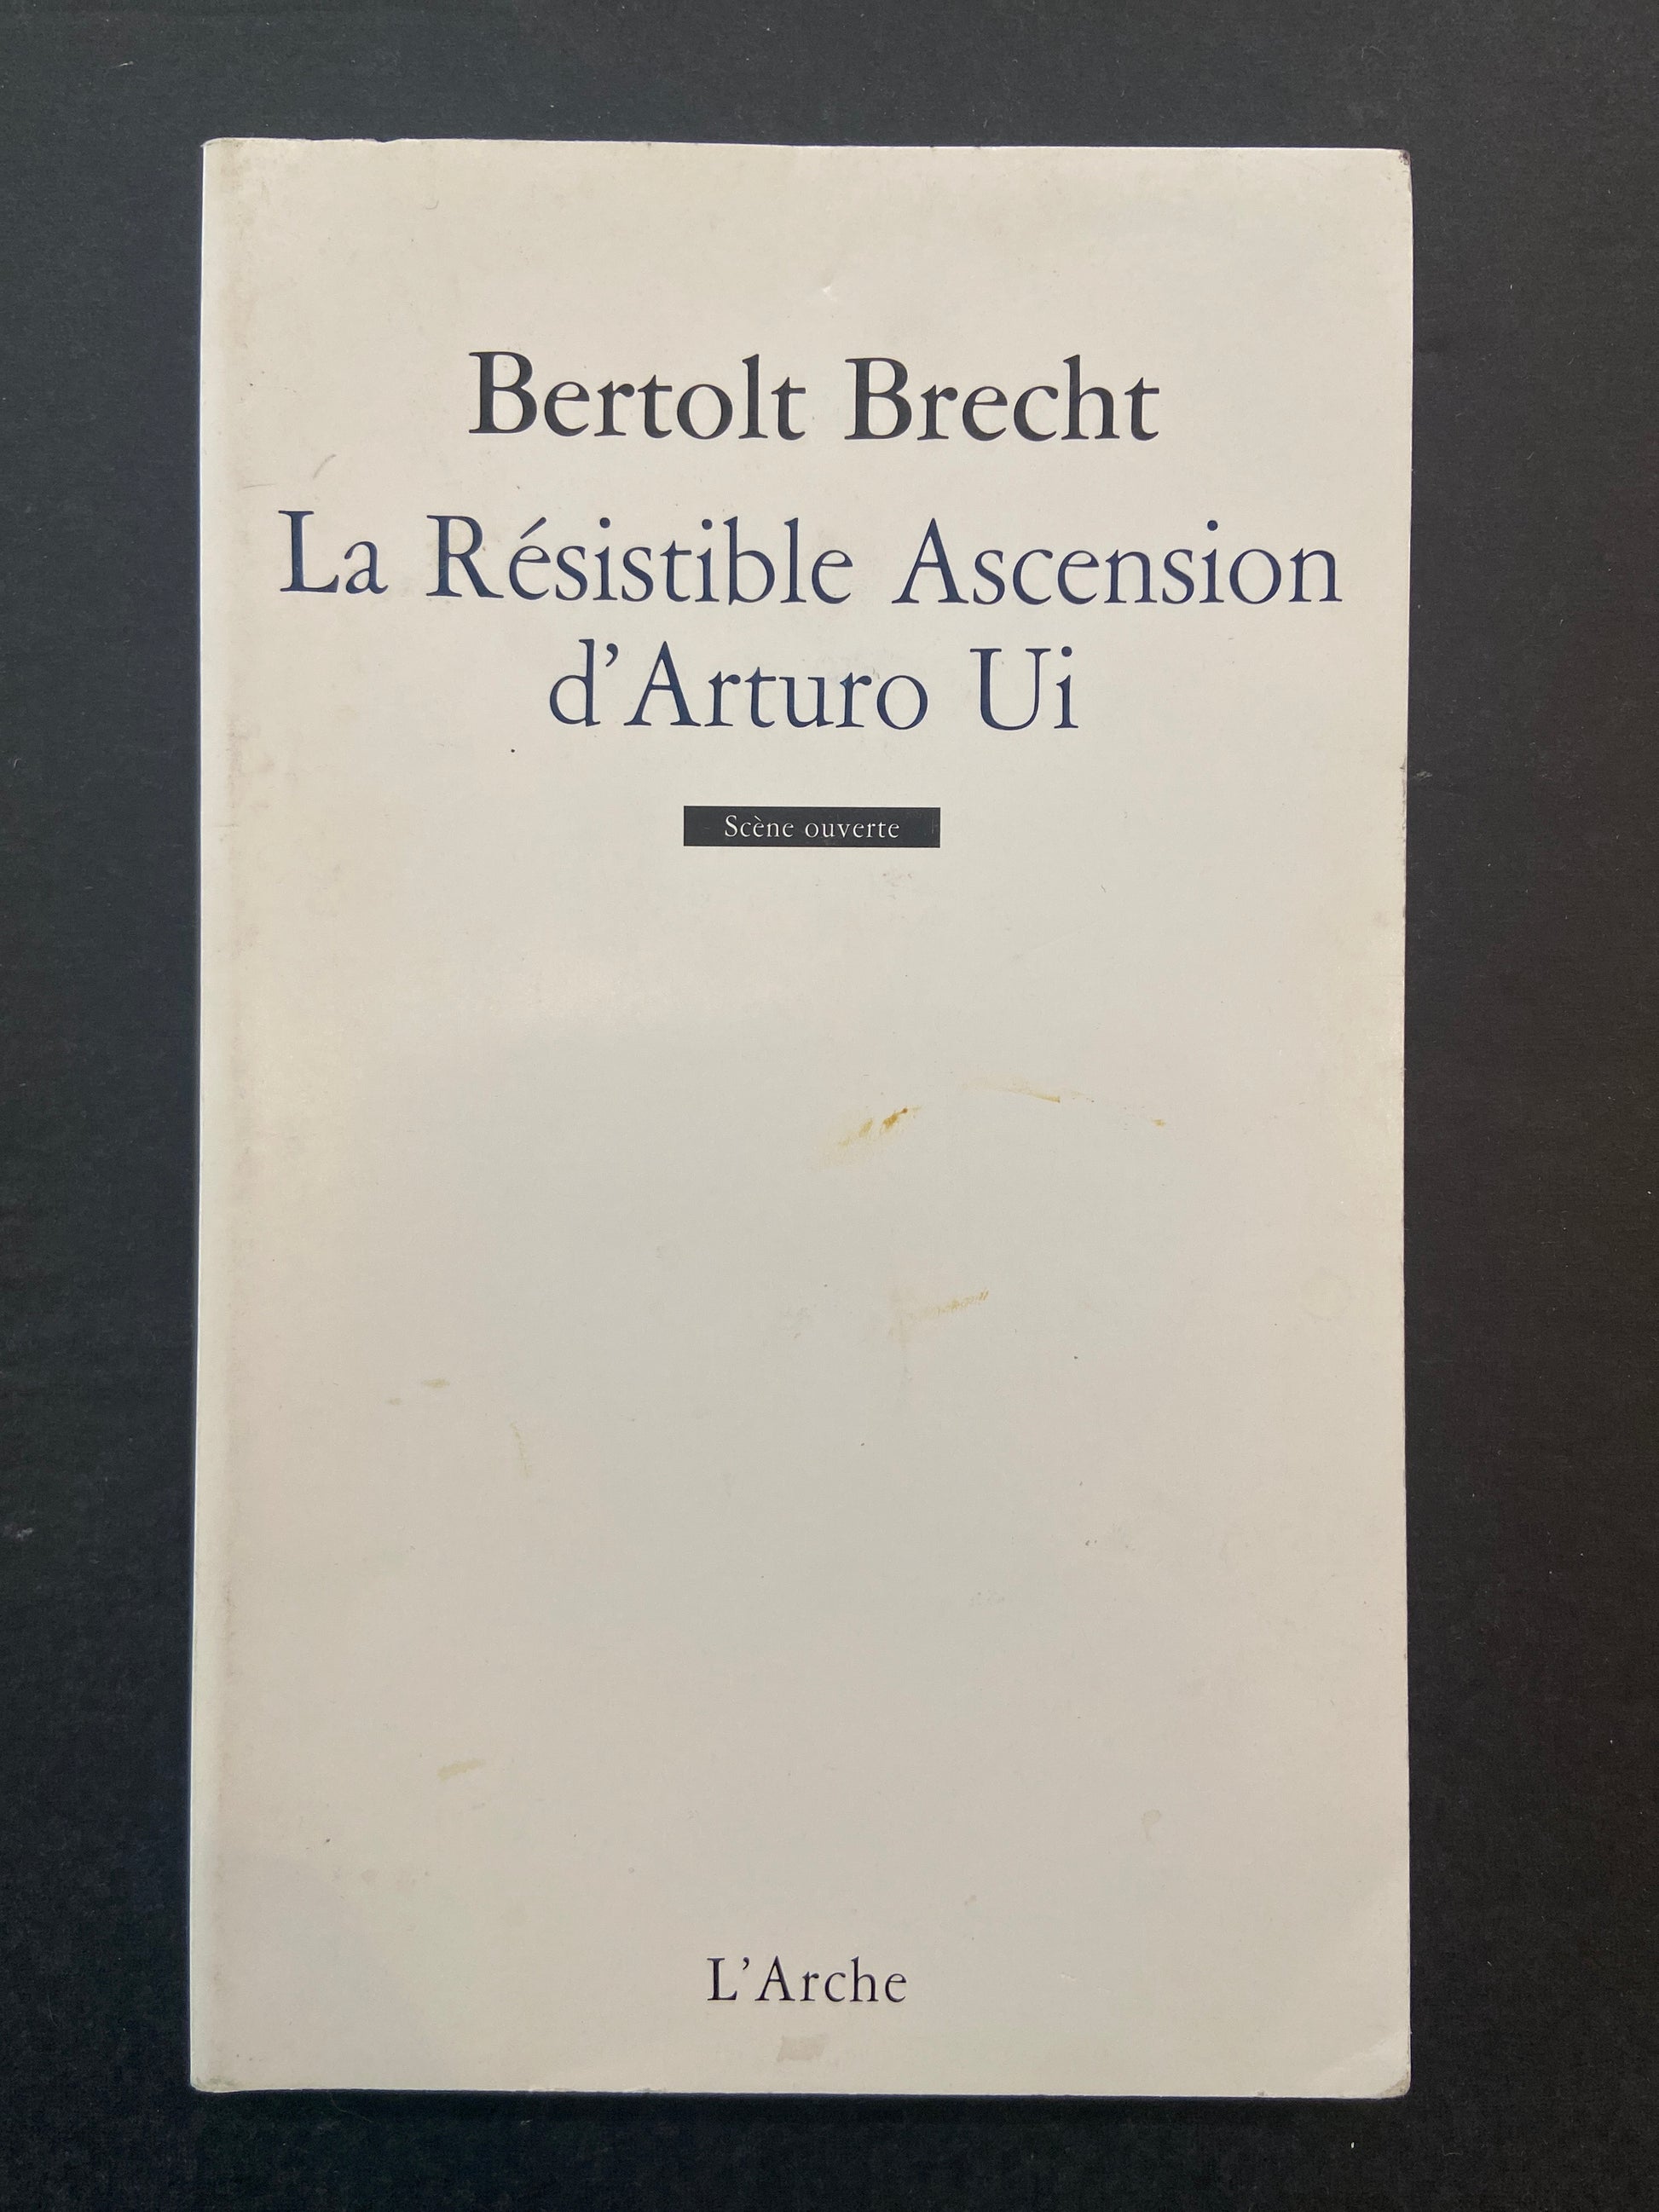 Bertolt Brecht
La Résistible Ascension
d'Arturo Ui
Scène ouverte
L'Arche